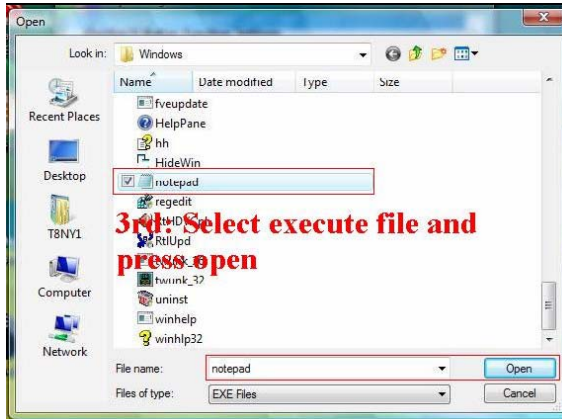 Open
Look in:
Windows
Name
Date modified
Type
Size
Recent Places
Desktop
T8NY1
Computer
Network
fveupdate
HelpPane
hh
HideWin
notepad
regedit
RtlUpd
twunk_32
uninst
winhelp
winhlp32
3rd: Select execute file and
press open
File name:
notepad
Open
Files of type:
EXE Files
Cancel